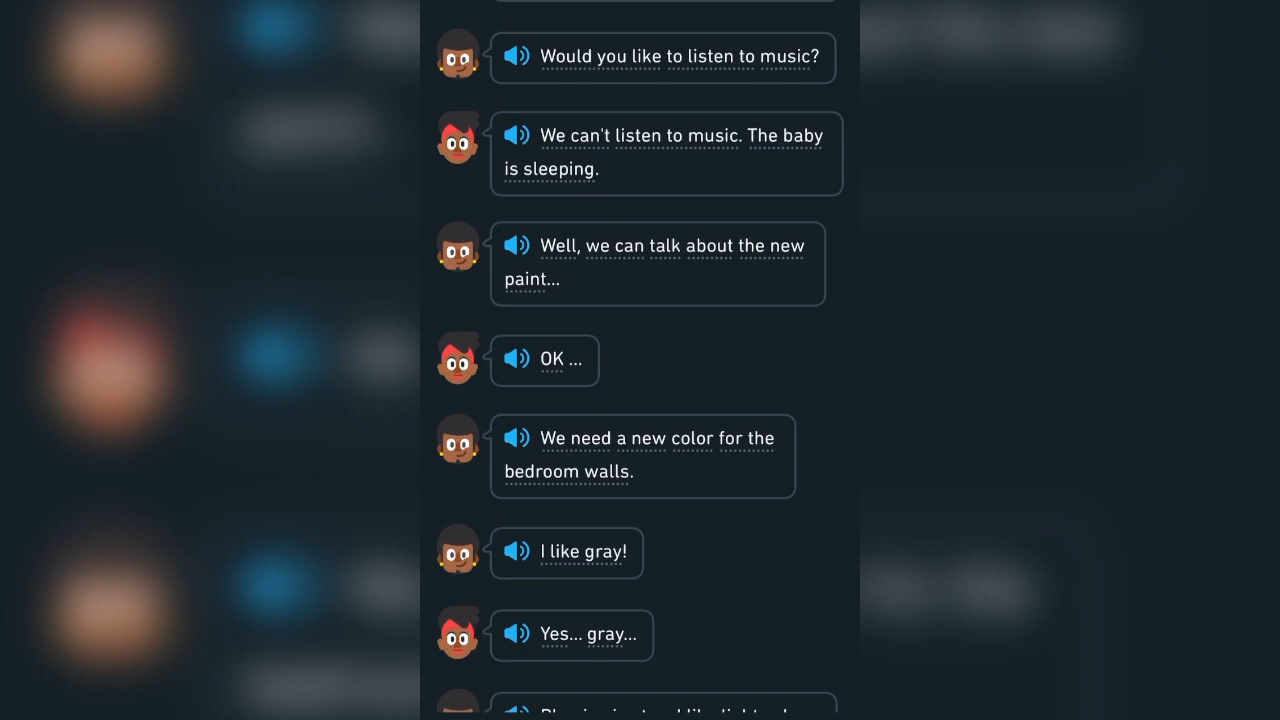 Would you like to listen to music?
We can't listen to music. The baby
is sleeping.
Well, we can talk about the new
paint...
OK ...
We need a new color for the
bedroom walls.
I like gray!
Yes... gray...